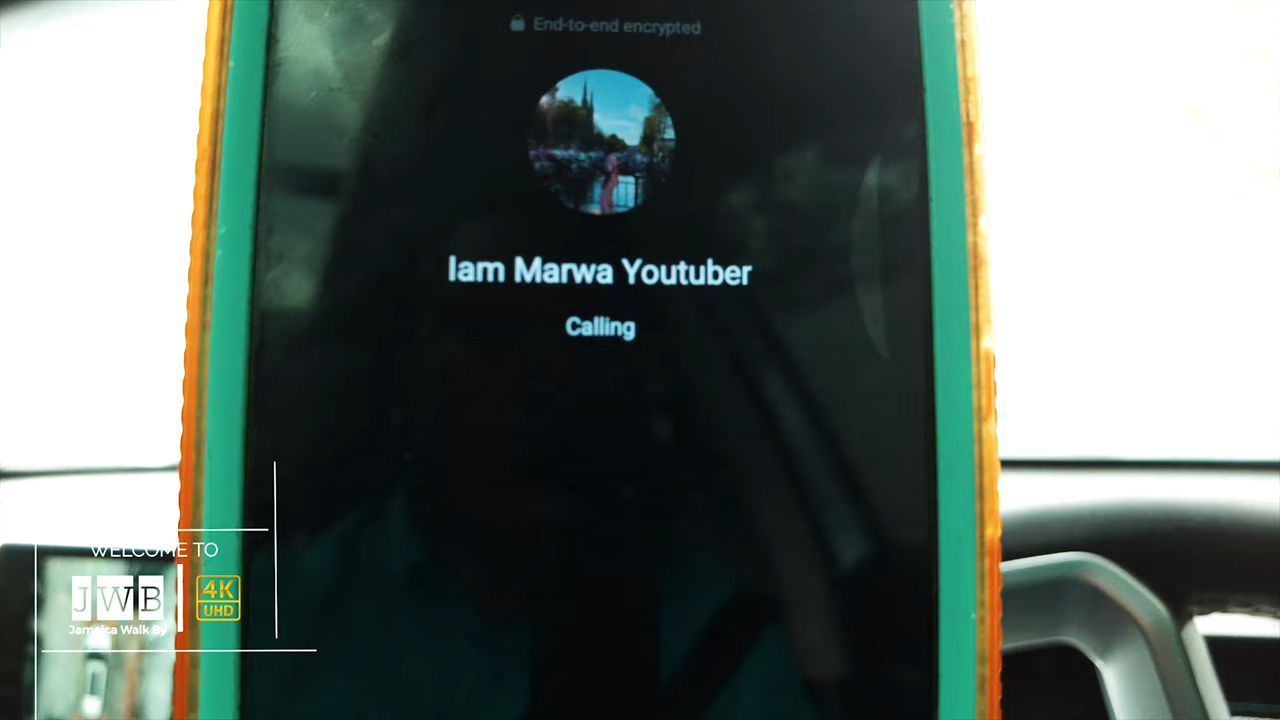 End-to-end encrypted
Iam Marwa Youtuber
Calling
WELCOME TO
JWB
4K
UHD
Jamaica Walk By